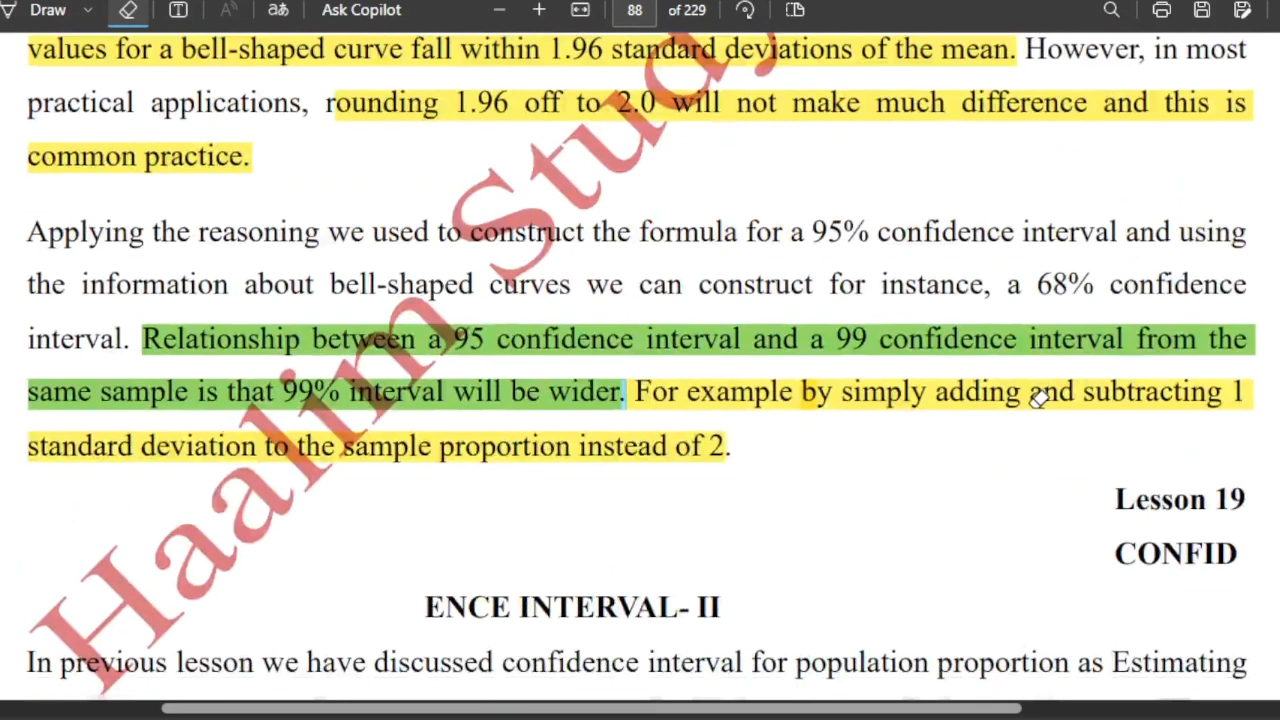 Draw
Ask Copilot
88 of 229
values for a bell-shaped curve fall within 1.96 standard deviations of the mean. However, in most
practical applications, rounding 1.96 off to 2.0 will not make much difference and this is
common practice.
Applying the reasoning we used to construct the formula for a 95% confidence interval and using
the information about bell-shaped curves we can construct for instance, a 68% confidence
interval. Relationship between a 95 confidence interval and a 99 confidence interval from the
same sample is that 99% interval will be wider. For example by simply adding and subtracting 1
standard deviation to the sample proportion instead of 2.
Lesson 19
CONFID
ENCE INTERVAL- II
In previous lesson we have discussed confidence interval for population proportion as Estimating
Haalim Study